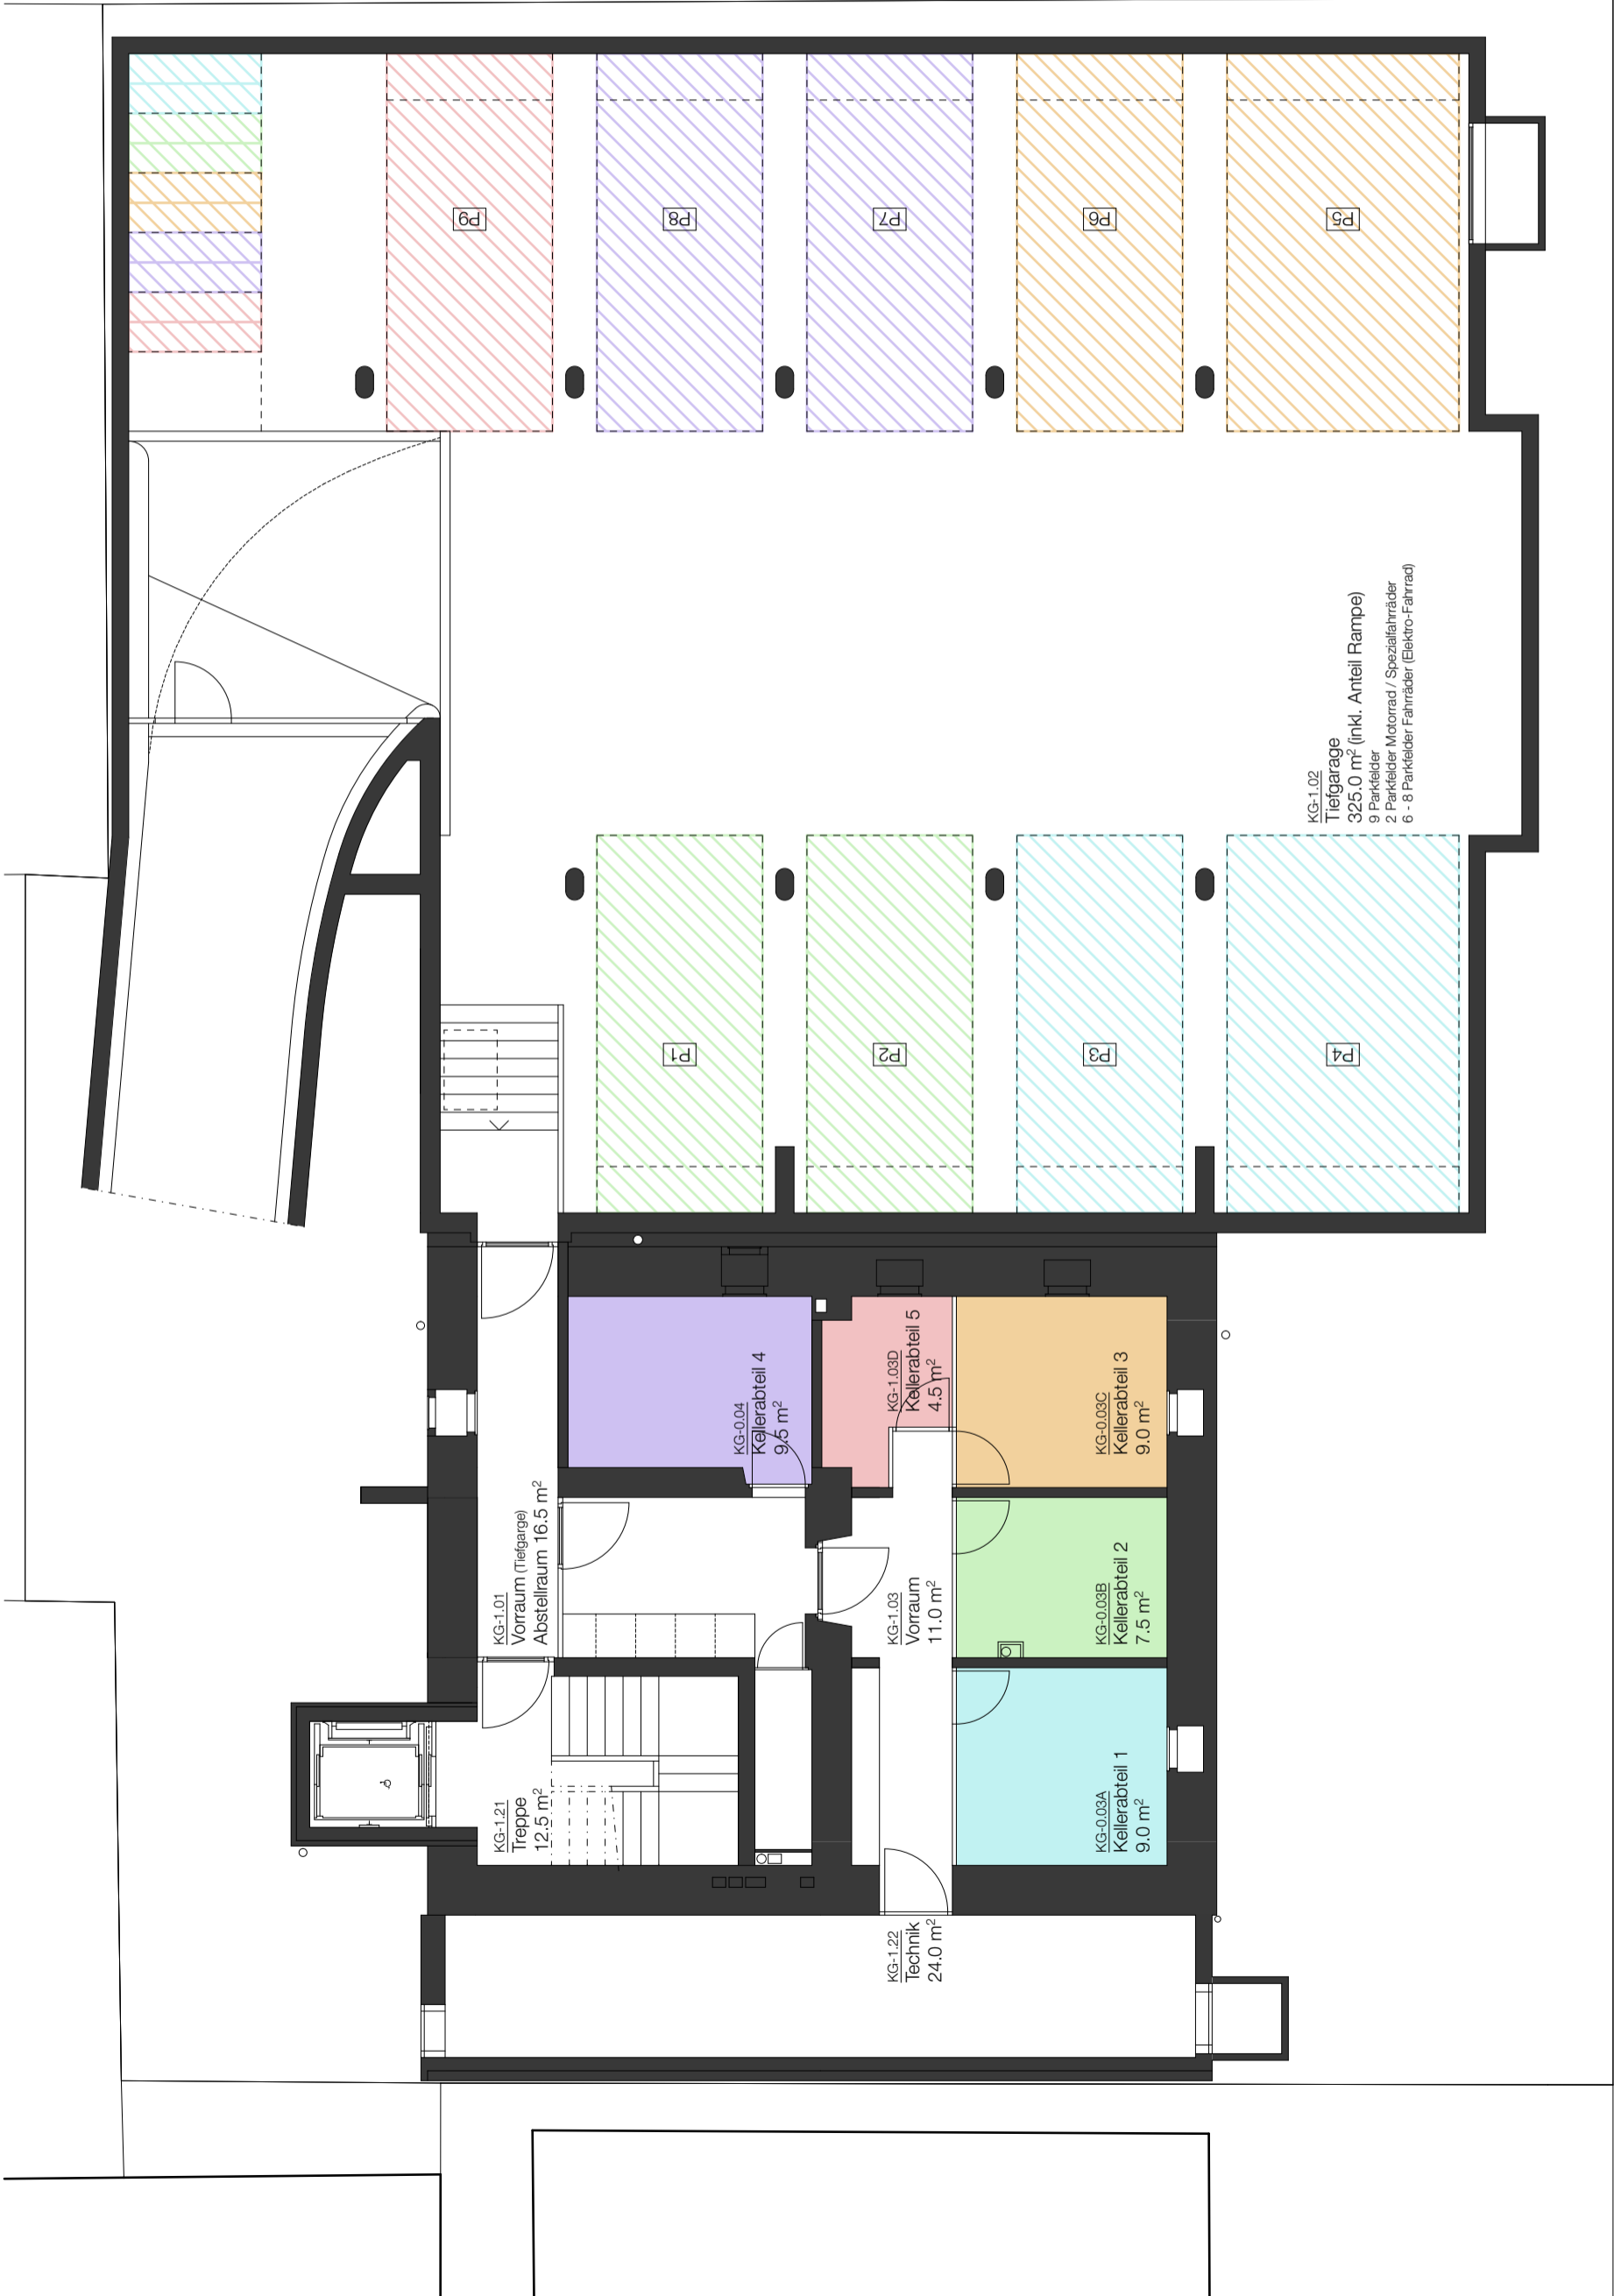 P9
P8
P7
P6
P5
P1
P2
P3
P4
KG-1.02
Tiefgarage
325.0 m² (inkl. Anteil Rampe)
9 Parkfelder
2 Parkfelder Motorrad / Spezialfahrräder
6 - 8 Parkfelder Fahrräder (Elektro-Fahrrad)
KG-0.04
Kellerabteil 4
9.5 m²
KG-1.03D
Kellerabteil 5
4.5 m²
KG-0.03C
Kellerabteil 3
9.0 m²
KG-1.01
Vorraum (Tiefgarge)
Abstellraum 16.5 m²
KG-1.03
Vorraum
11.0 m²
KG-0.03B
Kellerabteil 2
7.5 m²
KG-1.21
Treppe
12.5 m²
KG-0.03A
Kellerabteil 1
9.0 m²
KG-1.22
Technik
24.0 m²